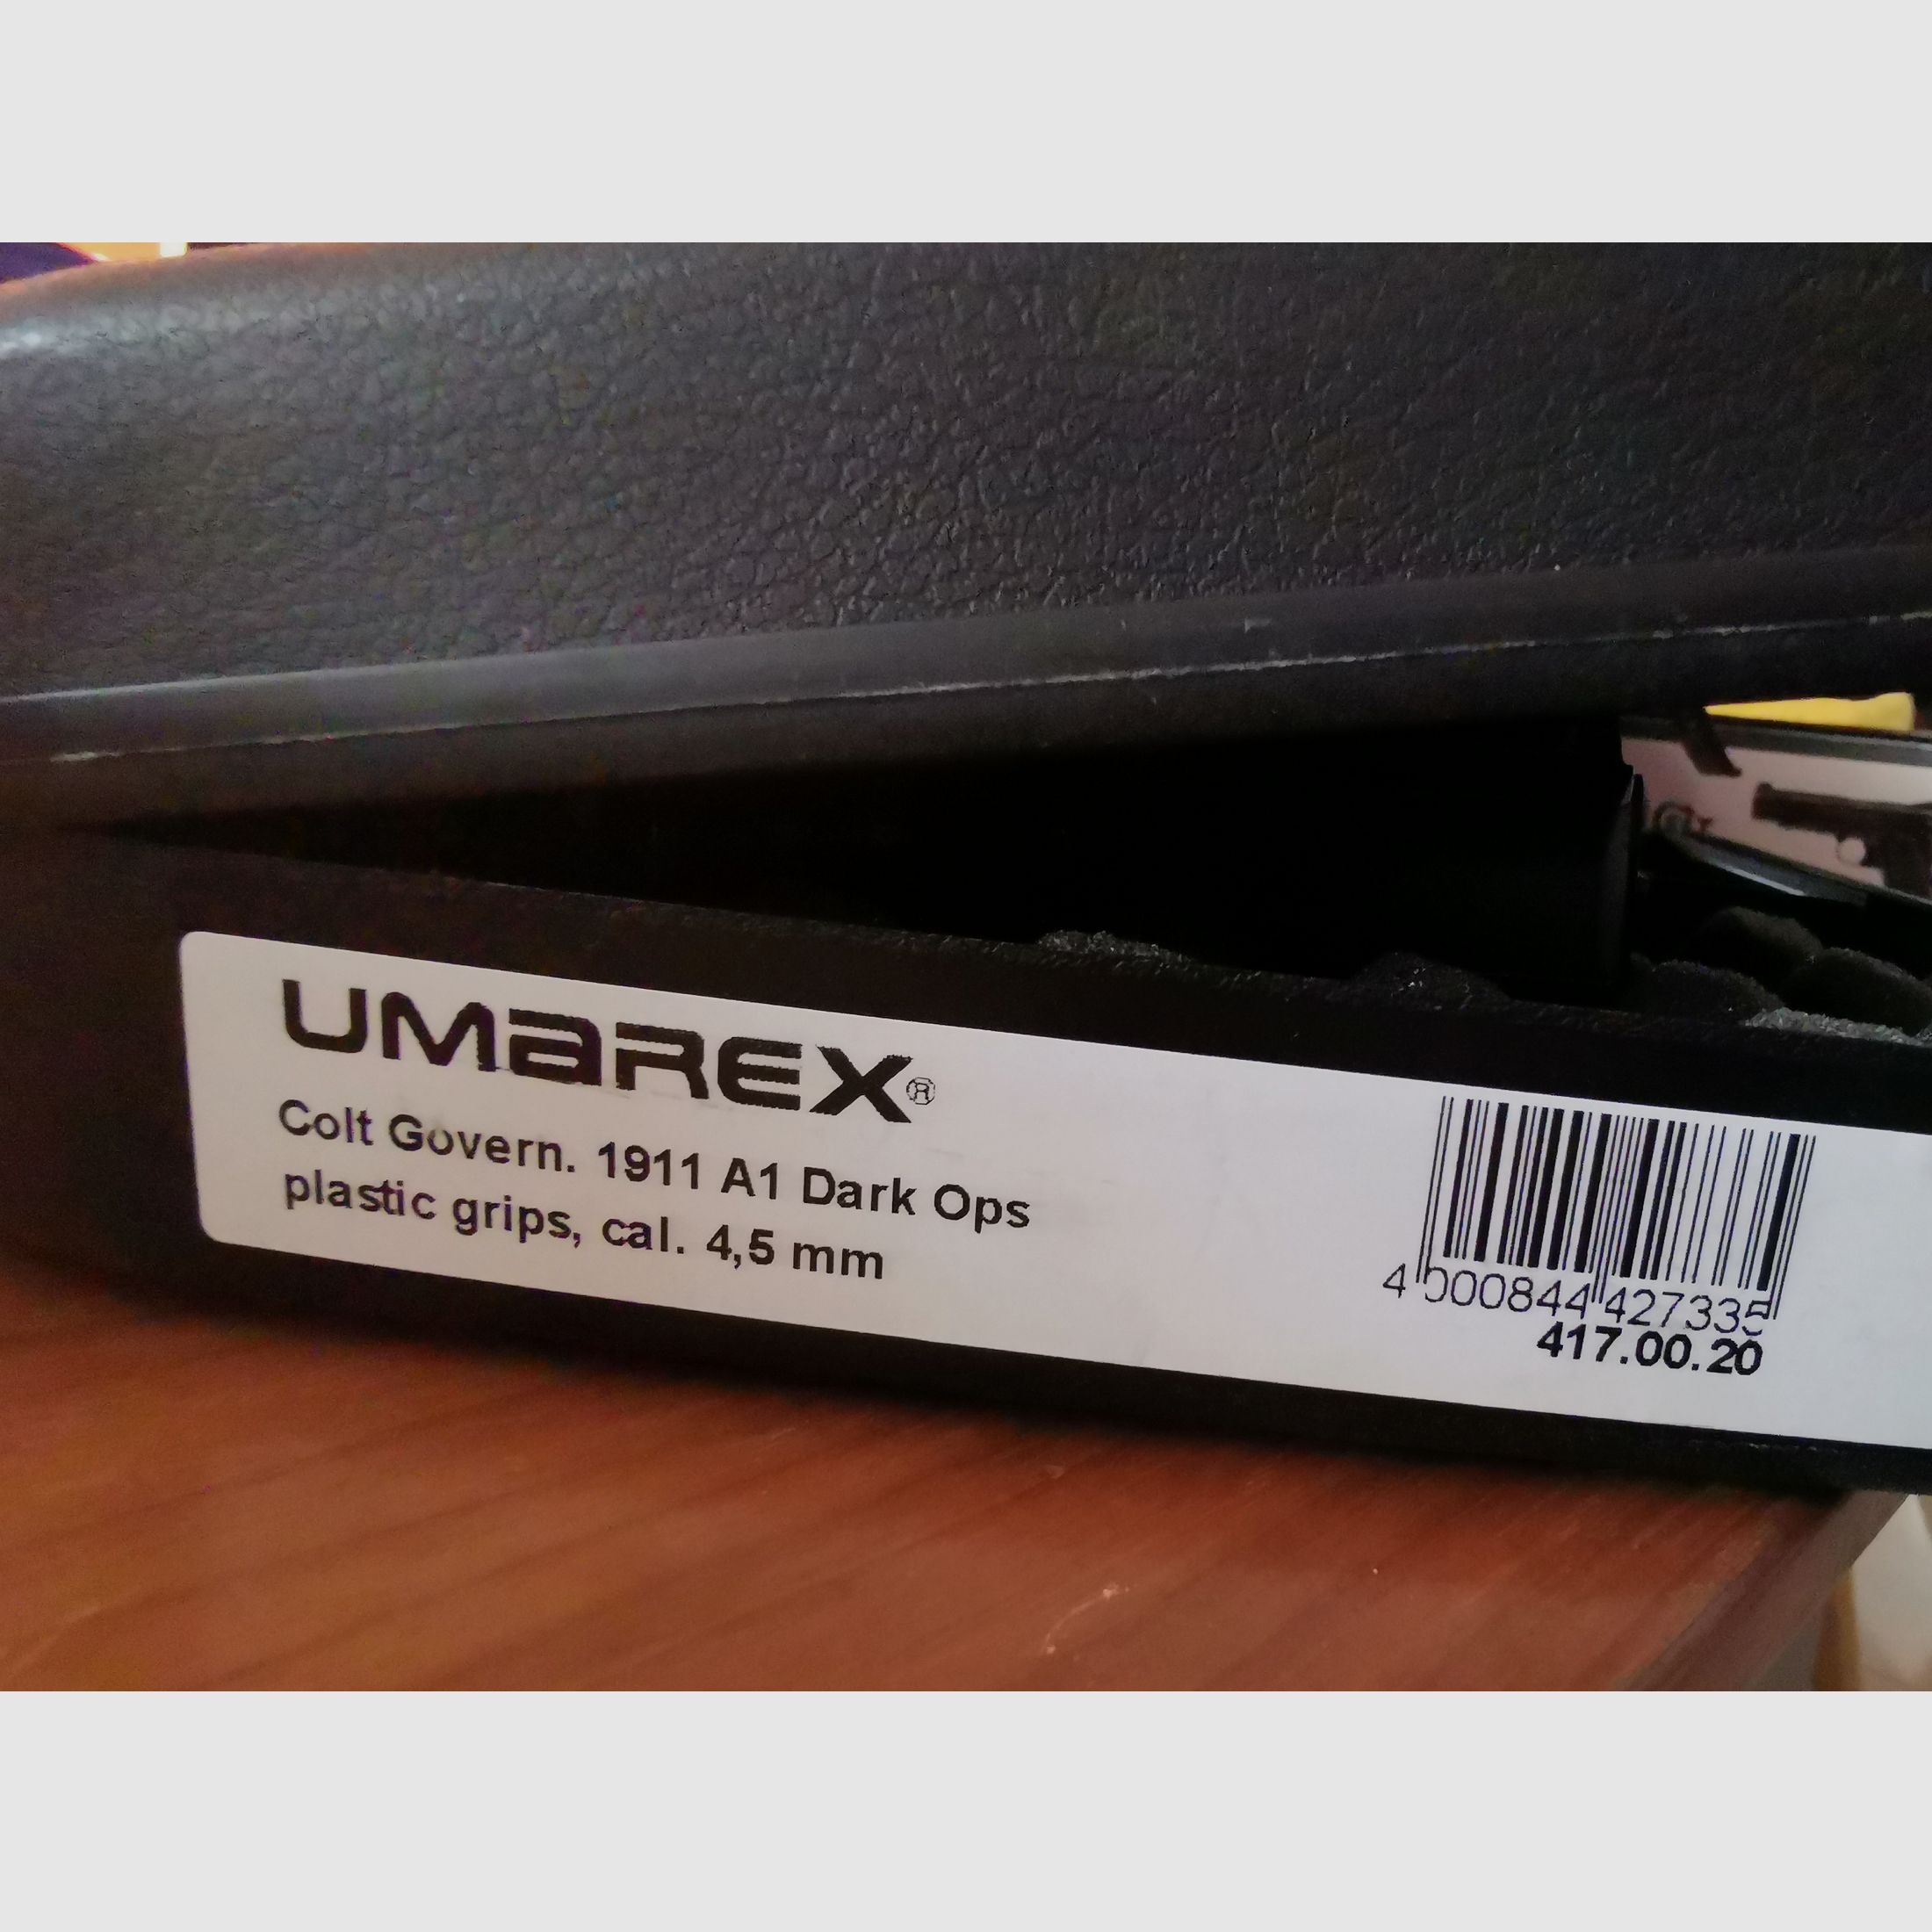 UMAREX®
Colt Govern. 1911 A1 Dark Ops
plastic grips, cal. 4,5 mm
4 000844 427335
417.00.20